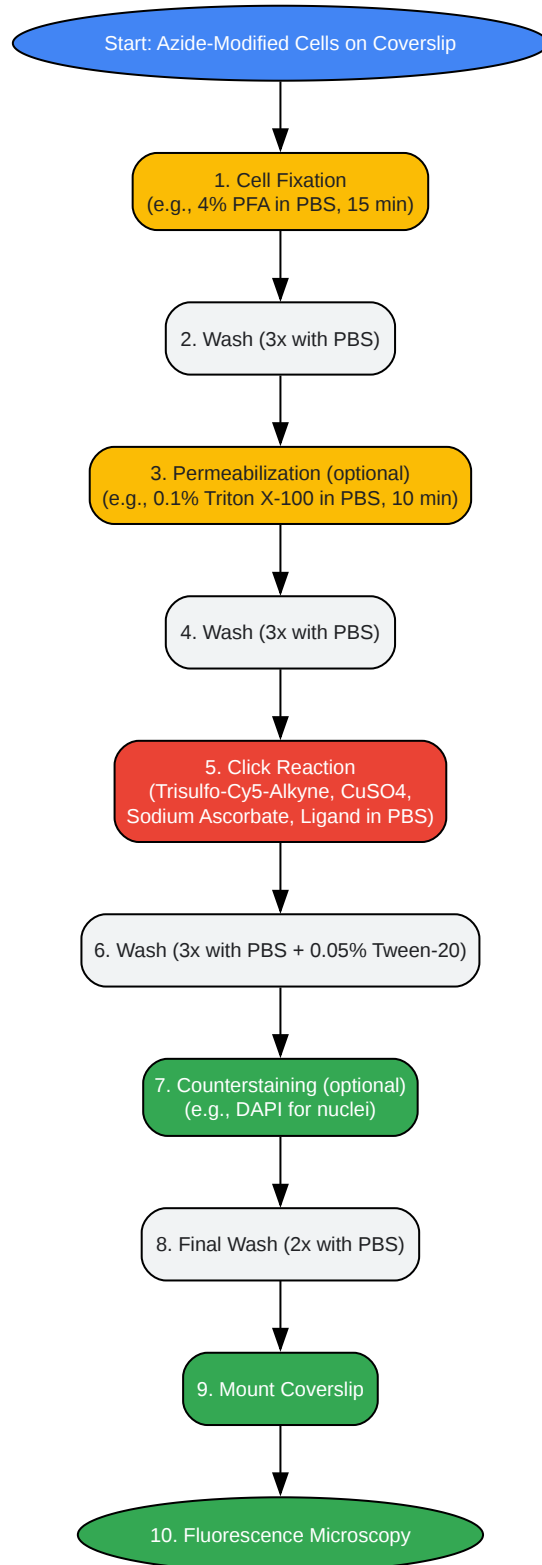 Start: Azide-Modified Cells on Coverslip
1. Cell Fixation
(e.g., 4% PFA in PBS, 15 min)
2. Wash (3x with PBS)
3. Permeabilization (optional)
(e.g., 0.1% Triton X-100 in PBS, 10 min)
4. Wash (3x with PBS)
5. Click Reaction
(Trisulfo-Cy5-Alkyne, CuSO4,
Sodium Ascorbate, Ligand in PBS)
6. Wash (3x with PBS + 0.05% Tween-20)
7. Counterstaining (optional)
(e.g., DAPI for nuclei)
8. Final Wash (2x with PBS)
9. Mount Coverslip
10. Fluorescence Microscopy